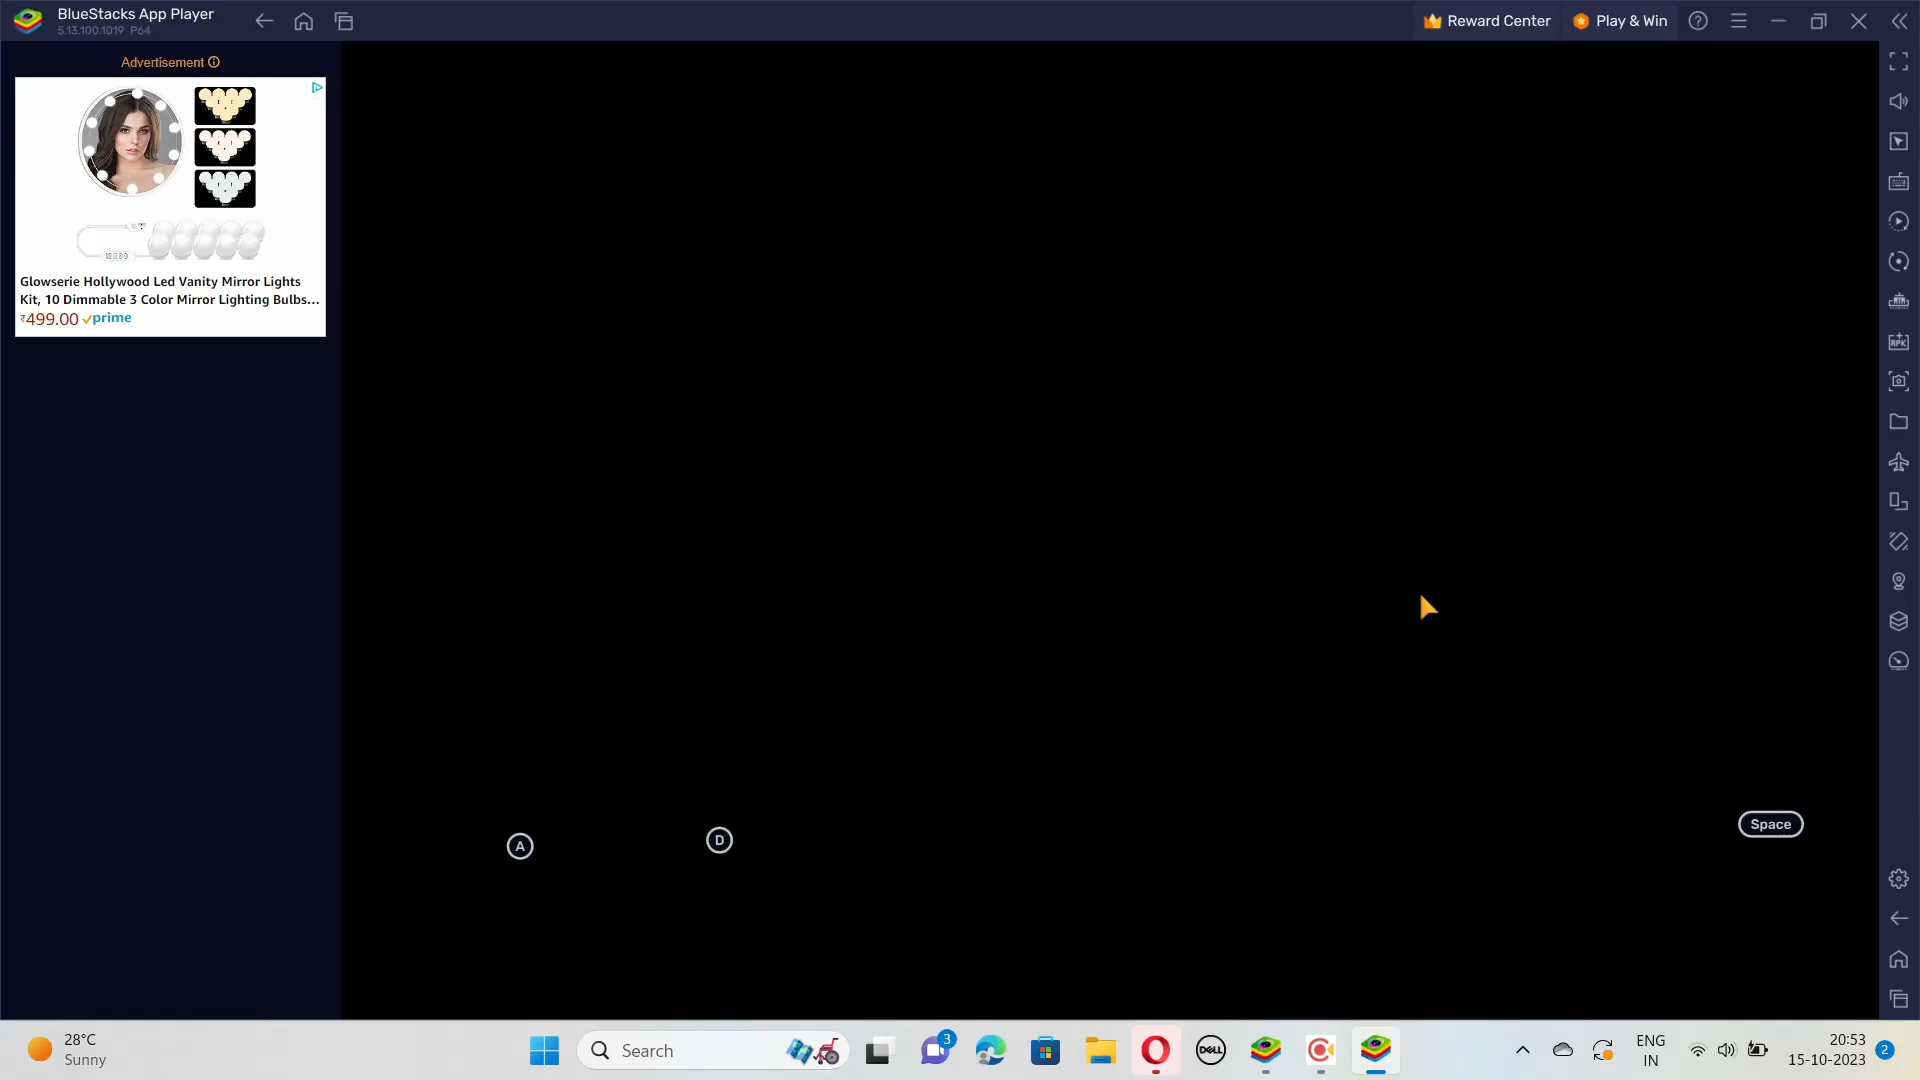 BlueStacks App Player
5.13.100.1019 P64
Reward Center
Play & Win
Advertisement
Glowserie Hollywood Led Vanity Mirror Lights
Kit, 10 Dimmable 3 Color Mirror Lighting Bulbs...
₹499.00 prime
A
D
Space
28°C
Sunny
Search
3
DELL
ENG
IN
20:53
15-10-2023
2